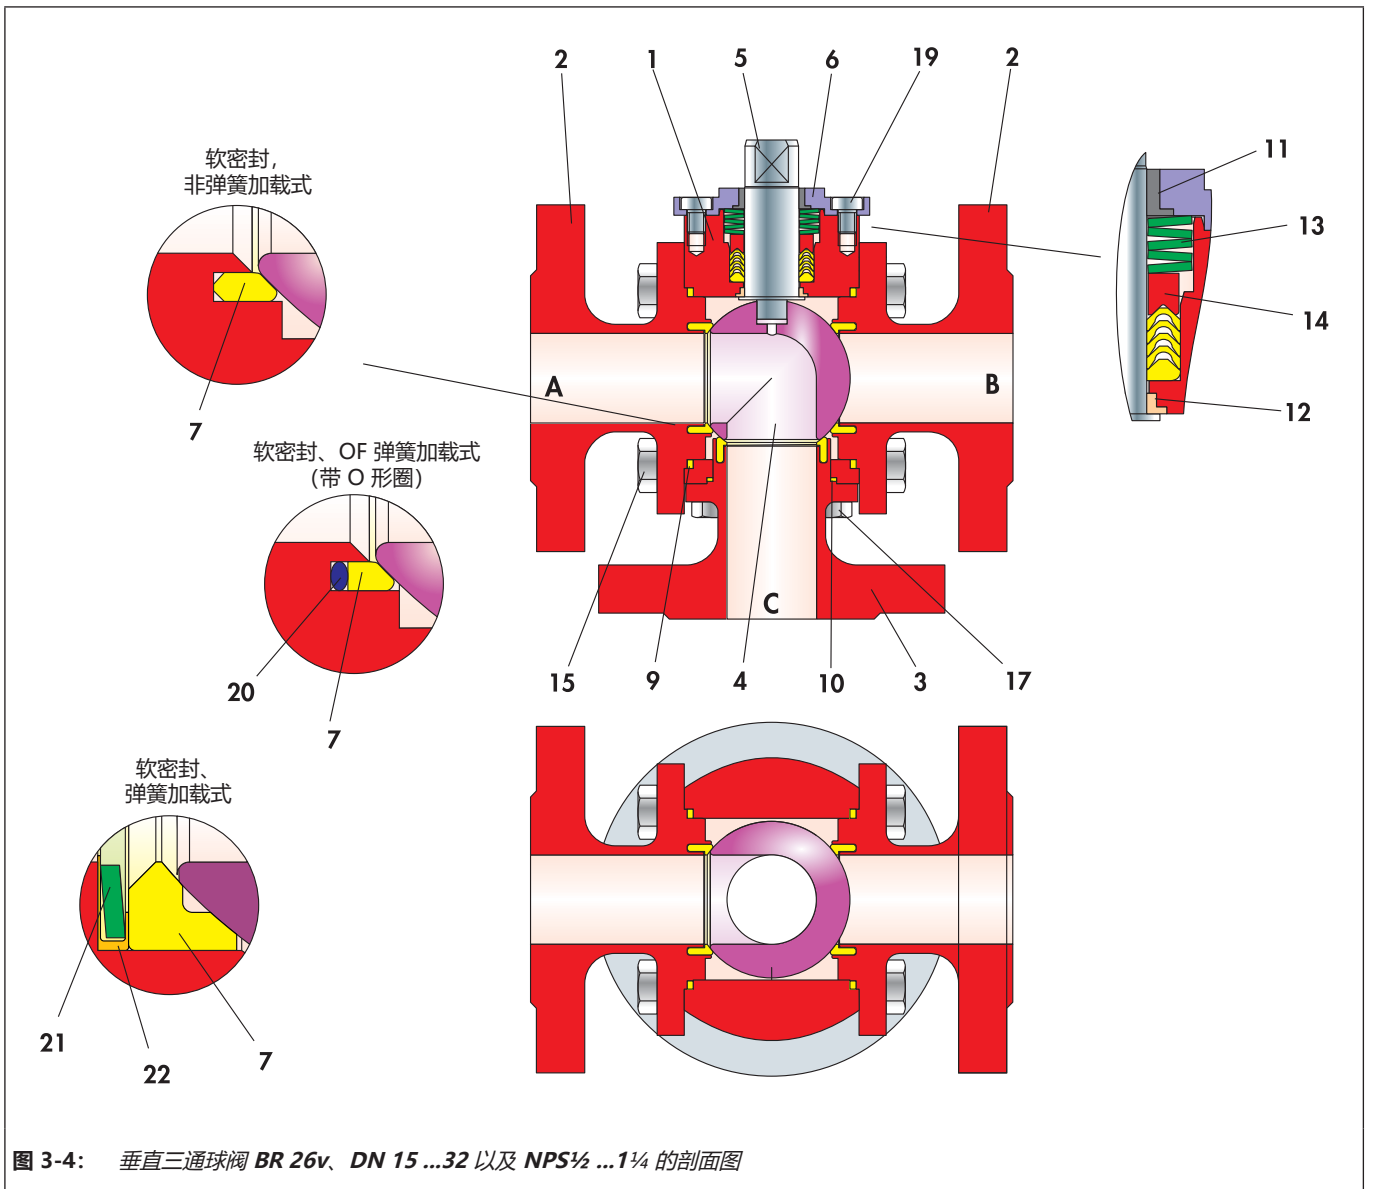 2 1 5 6 19 2
软密封,
非弹簧加载式
11
13
14
12
7
A
B
软密封、OF 弹簧加载式
(带 O 形圈)
C
20
7
15 9 4 10 3 17
软密封、
弹簧加载式
21
22
7
图 3-4: 垂直三通球阀 BR 26v、DN 15 ...32 以及 NPS½ ...1¼ 的剖面图